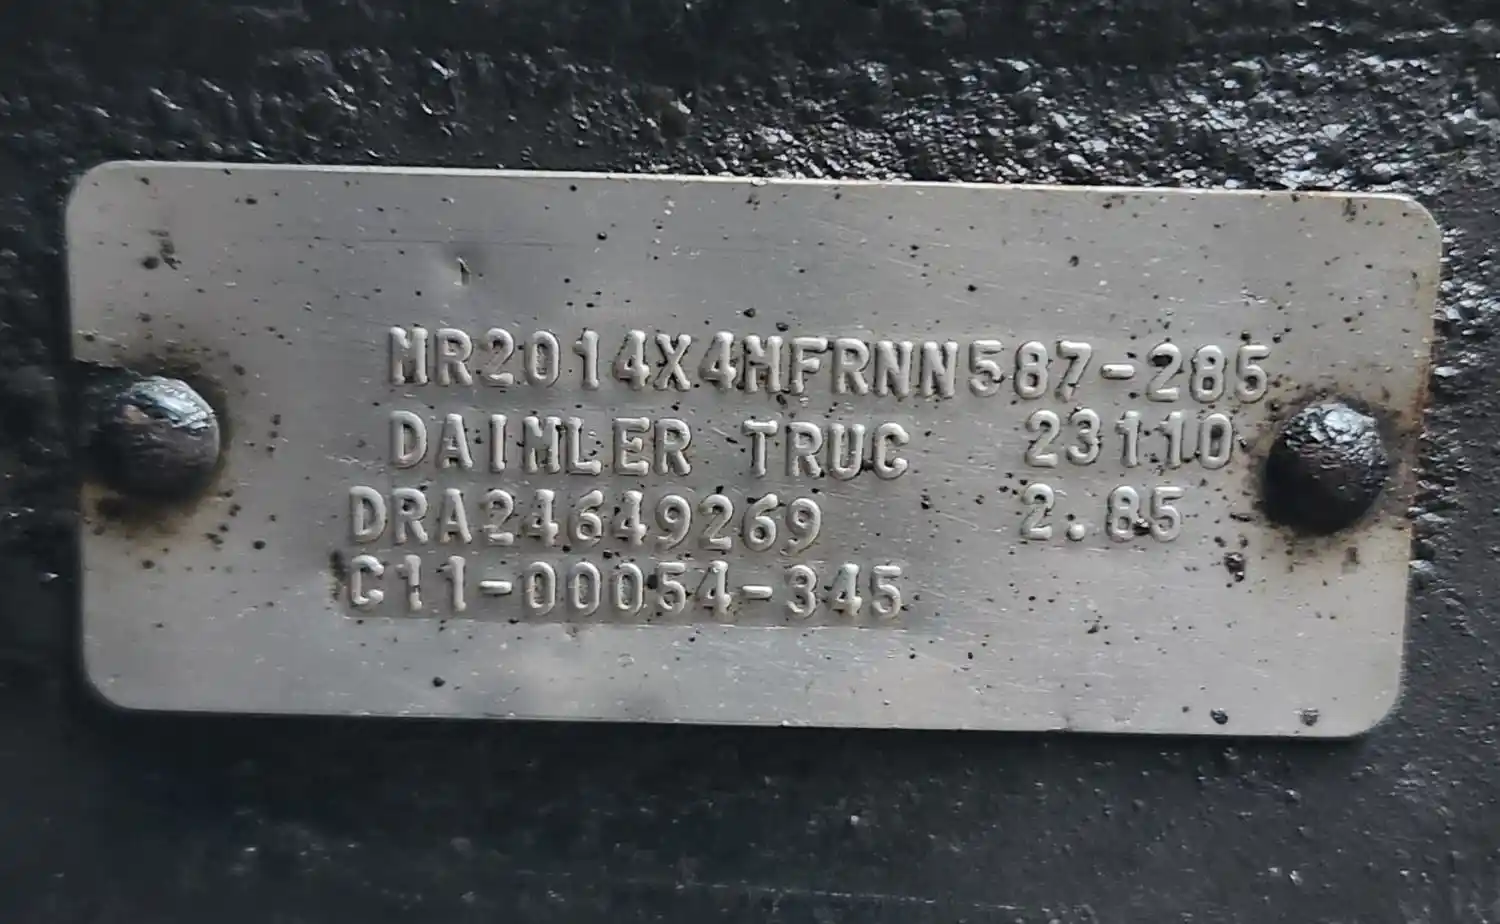 MR2014X4MFRNN587-285
DAIMLER TRUC 23110
DRA24649269 2.85
C11-00054-345